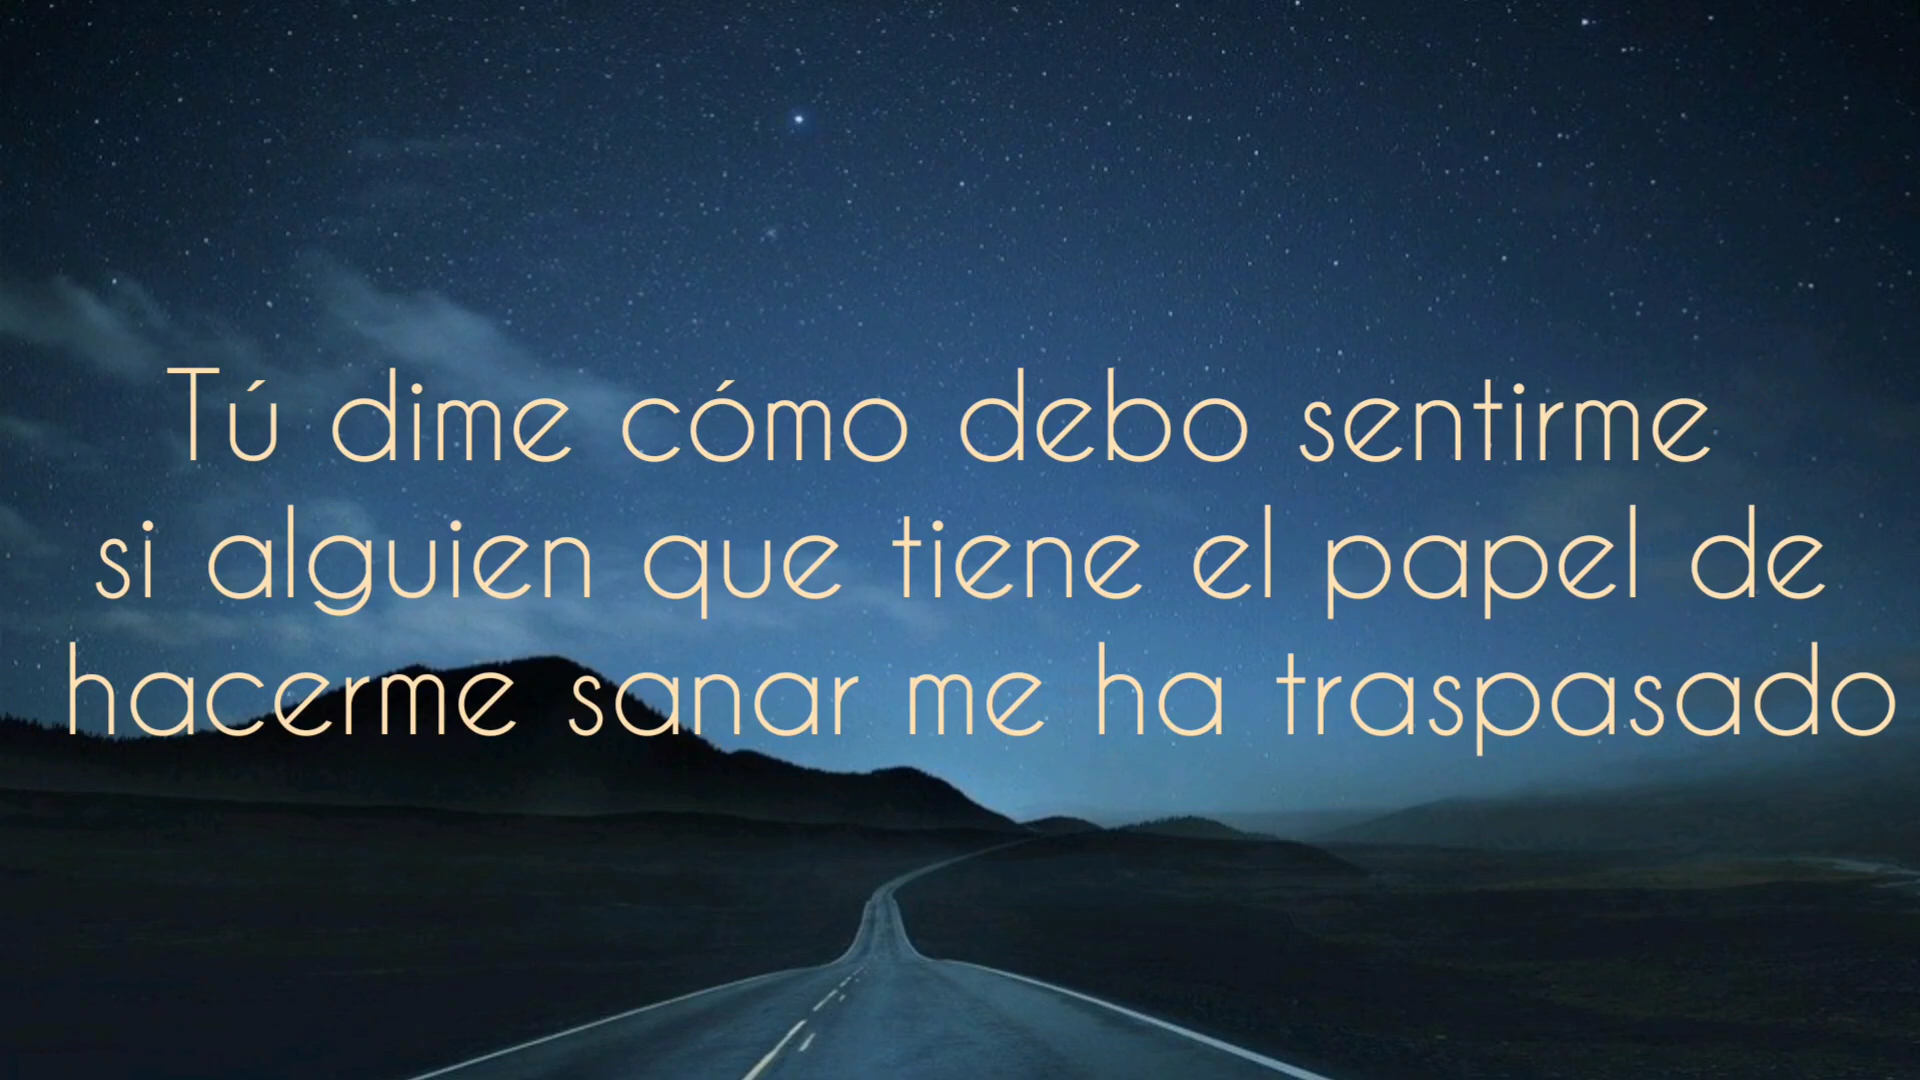 Tú dime cómo debo sentirme
si alguien que tiene el papel de
hacerme sanar me ha traspasado